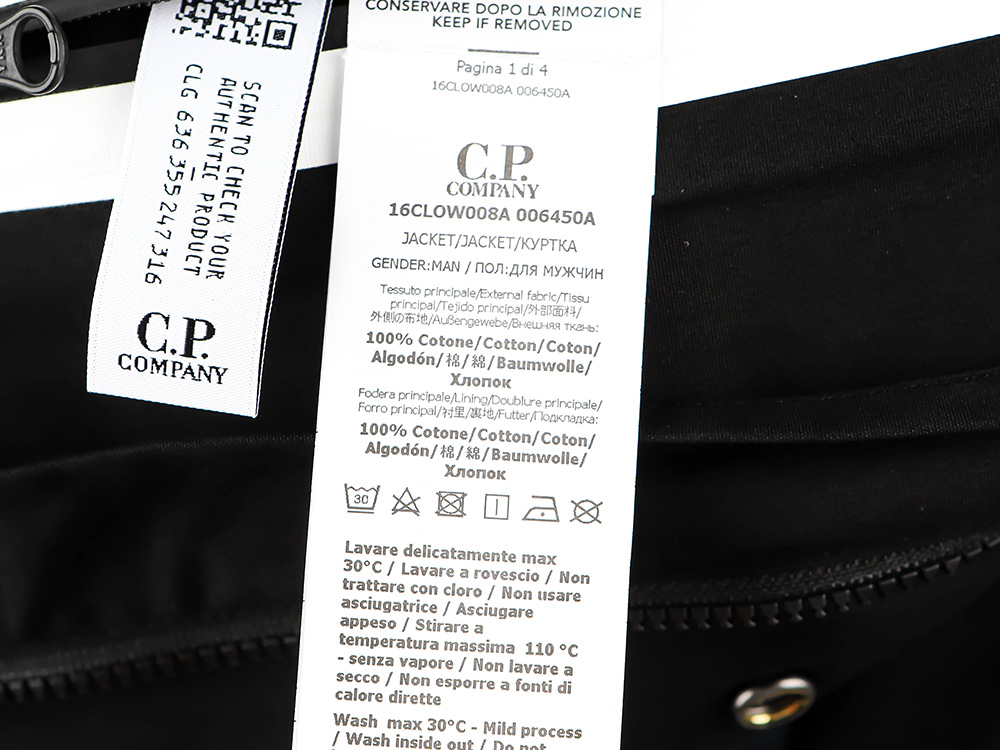 SCAN TO CHECK YOUR
AUTHENTIC PRODUCT
CLG 636355247316
C.P.
COMPANY
CONSERVARE DOPO LA RIMOZIONE
KEEP IF REMOVED
Pagina 1 di 4
16CLOW008A 006450A
C.P.
COMPANY
16CLOW008A 006450A
JACKET/JACKET/КУРТКА
GENDER:MAN / ПОЛ:ДЛЯ МУЖЧИН
Tessuto principale/External fabric/Tissu
principal/Tejido principal/外部面料/
外側の布地/Außengewebe/Внешняя ткань:
100% Cotone/Cotton/Coton/
Algodón/棉/綿/Baumwolle/
Хлопок
Fodera principale/Lining/Doublure principale/
Forro principal/衬里/裏地/Futter/Подкладка:
100% Cotone/Cotton/Coton/
Algodón/棉/綿/Baumwolle/
Хлопок
30
Lavare delicatamente max
30°C / Lavare a rovescio / Non
trattare con cloro / Non usare
asciugatrice / Asciugare
appeso / Stirare a
temperatura massima 110 °C
- senza vapore / Non lavare a
secco / Non esporre a fonti di
calore dirette
Wash max 30°C - Mild process
/ Wash inside out / Do not